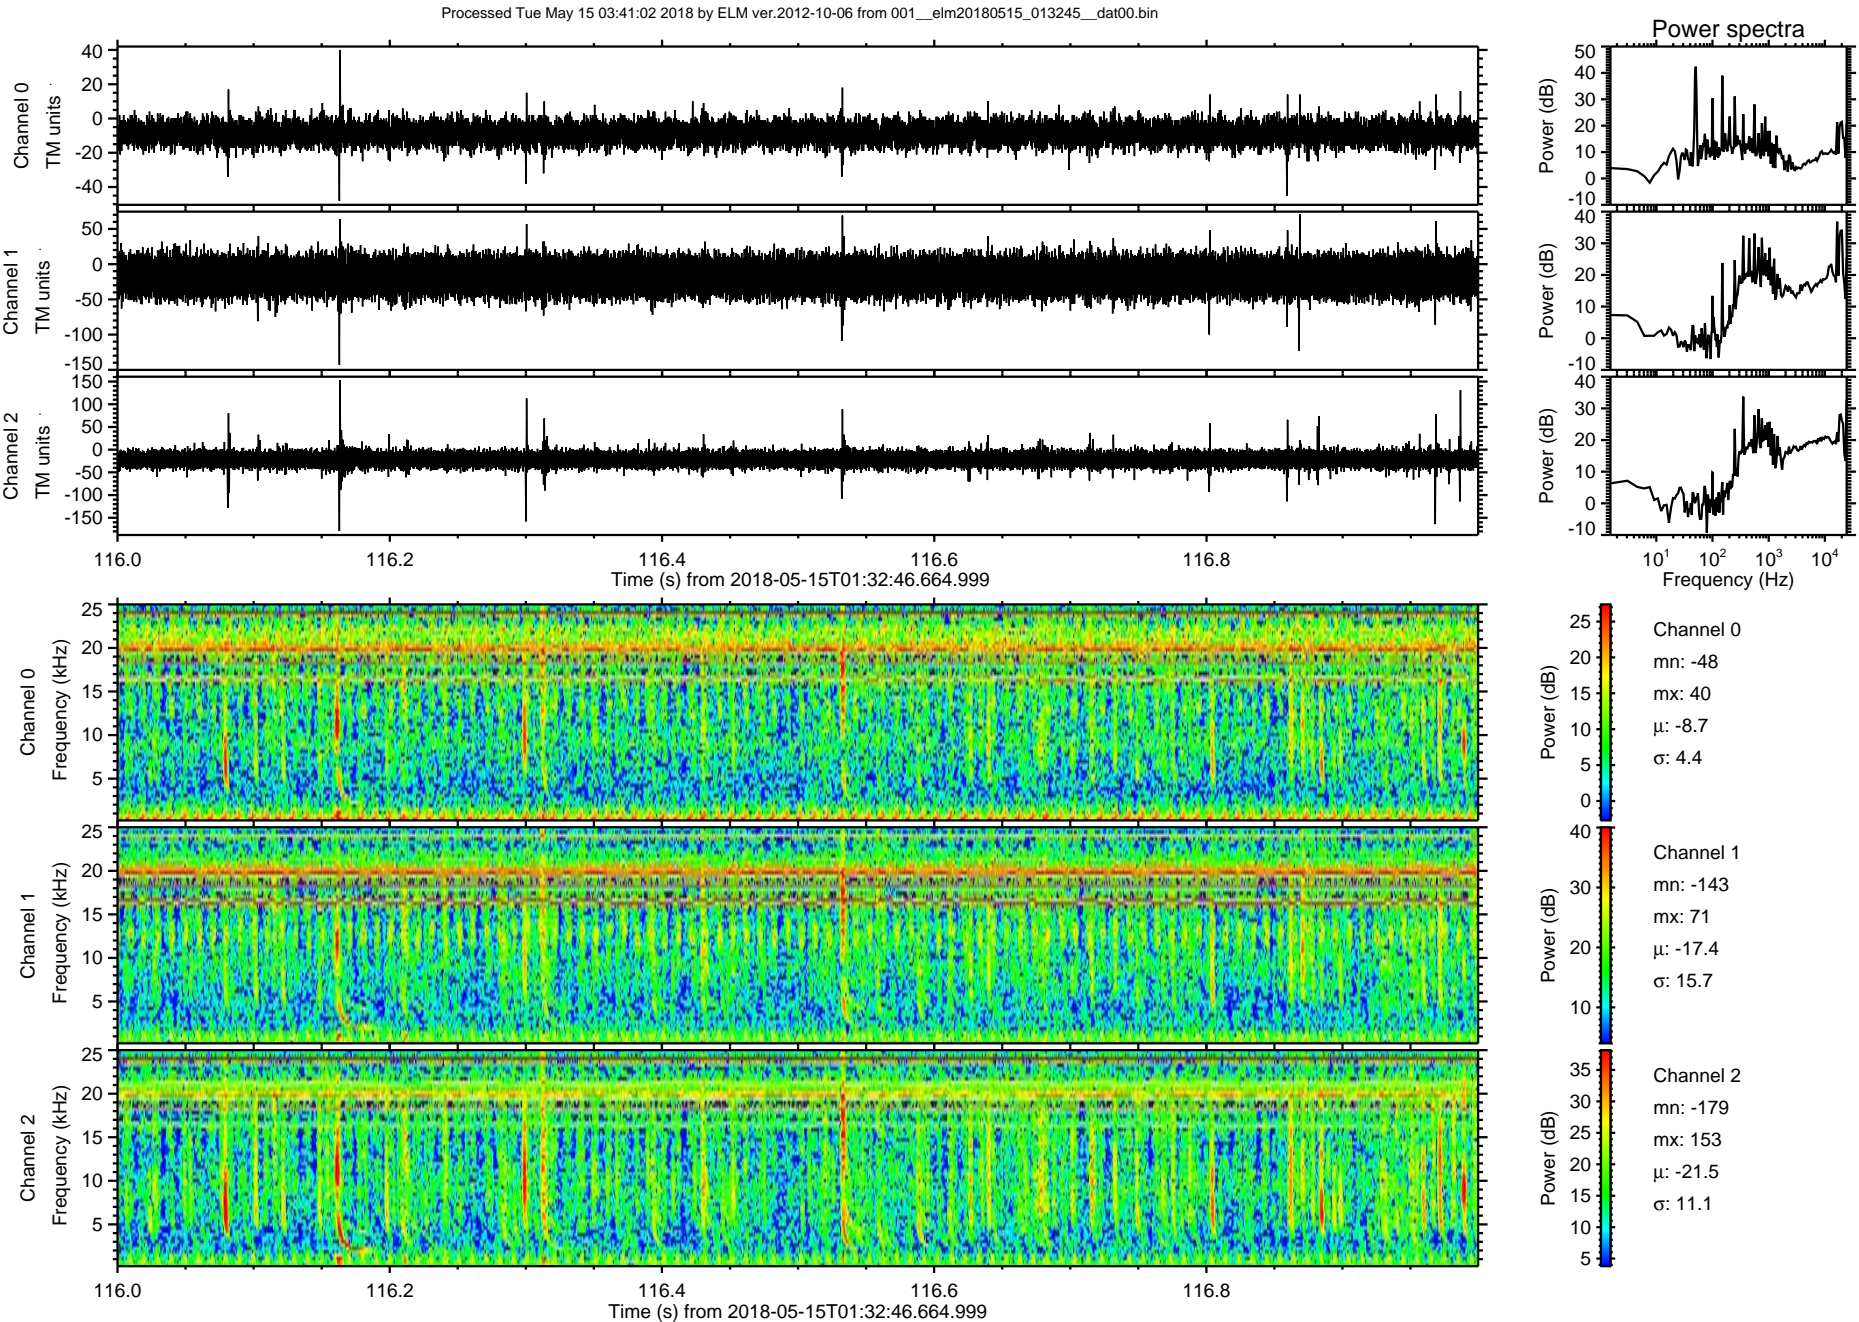 Processed Tue May 15 03:41:02 2018 by ELM ver.2012-10-06 from 001__elm20180515_013245__dat00.bin
Power spectra
Channel 0
TM units
40
20
0
-20
-40
Power (dB)
50
40
30
20
10
0
-10
Channel 1
TM units
50
0
-50
-100
-150
Power (dB)
40
30
20
10
0
-10
Channel 2
TM units
150
100
50
0
-50
-100
-150
Power (dB)
40
30
20
10
0
-10
116.0 116.2 116.4 116.6 116.8
Time (s) from 2018-05-15T01:32:46.664.999
10¹ 10² 10³ 10⁴
Frequency (Hz)
Channel 0
Frequency (kHz)
25
20
15
10
5
Power (dB)
25
20
15
10
5
0
Channel 0
mn: -48
mx: 40
μ: -8.7
σ: 4.4
Channel 1
Frequency (kHz)
25
20
15
10
5
Power (dB)
40
30
20
10
Channel 1
mn: -143
mx: 71
μ: -17.4
σ: 15.7
Channel 2
Frequency (kHz)
25
20
15
10
5
Power (dB)
35
30
25
20
15
10
5
Channel 2
mn: -179
mx: 153
μ: -21.5
σ: 11.1
116.0 116.2 116.4 116.6 116.8
Time (s) from 2018-05-15T01:32:46.664.999